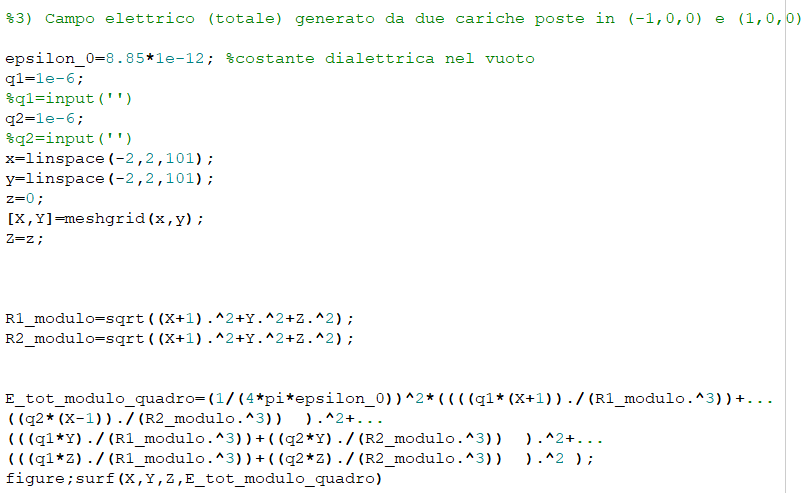 %3) Campo elettrico (totale) generato da due cariche poste in (-1,0,0) e (1,0,0)
epsilon_0=8.85*1e-12; %costante dialettrica nel vuoto
q1=1e-6;
%q1=input('')
q2=1e-6;
%q2=input('')
x=linspace(-2,2,101);
y=linspace(-2,2,101);
z=0;
[X,Y]=meshgrid(x,y);
Z=z;
R1_modulo=sqrt((X+1).^2+Y.^2+Z.^2);
R2_modulo=sqrt((X+1).^2+Y.^2+Z.^2);
E_tot_modulo_quadro=(1/(4*pi*epsilon_0))^2*((((q1*(X+1))./(R1_modulo.^3))+...
((q2*(X-1))./(R2_modulo.^3))  ).^2+...
(((q1*Y)./(R1_modulo.^3))+((q2*Y)./(R2_modulo.^3))  ).^2+...
(((q1*Z)./(R1_modulo.^3))+((q2*Z)./(R2_modulo.^3))  ).^2 );
figure;surf(X,Y,Z,E_tot_modulo_quadro)